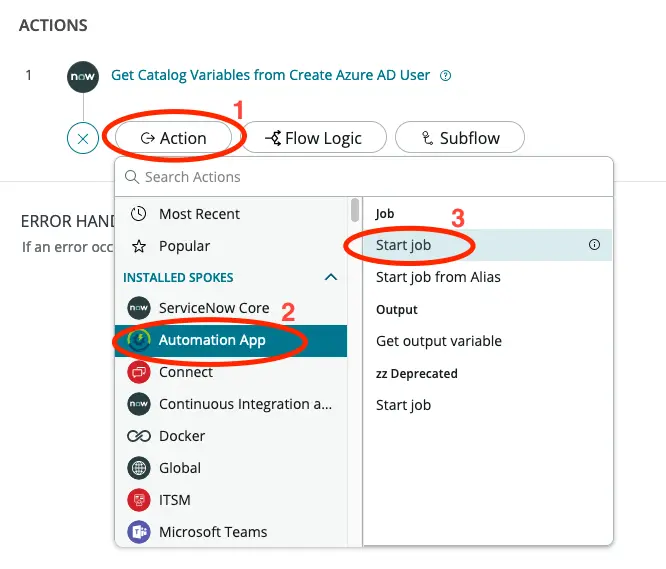 ACTIONS
1
now
Get Catalog Variables from Create Azure AD User ?
1
Action
Flow Logic
Subflow
Search Actions
Most Recent
Popular
INSTALLED SPOKES
now ServiceNow Core
2
Automation App
Connect
now Continuous Integration a...
Docker
Global
ITSM
Microsoft Teams
Job
3
Start job
Start job from Alias
Output
Get output variable
zz Deprecated
Start job
ERROR HAND
If an error occ